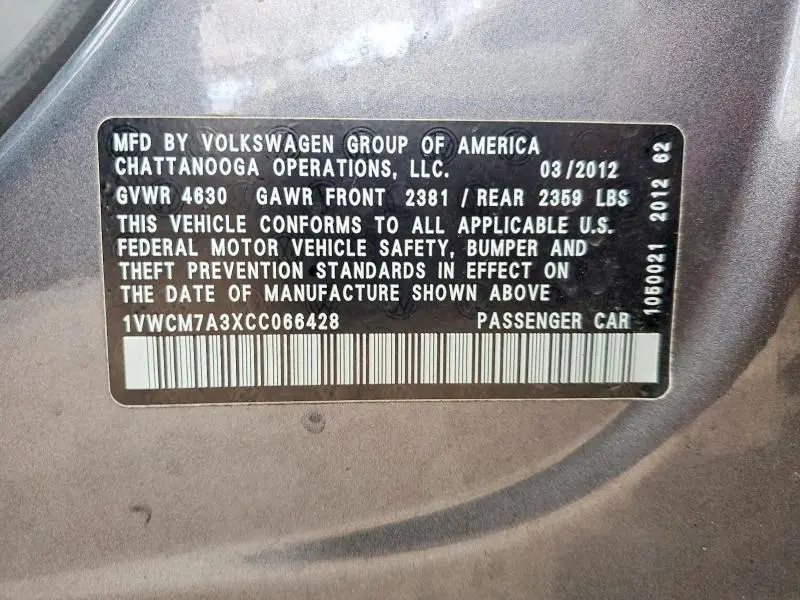 MFD BY VOLKSWAGEN GROUP OF AMERICA
CHATTANOOGA OPERATIONS, LLC. 03/2012
GVWR 4630 GAWR FRONT 2381 / REAR 2359 LBS
THIS VEHICLE CONFORMS TO ALL APPLICABLE U.S.
FEDERAL MOTOR VEHICLE SAFETY, BUMPER AND
THEFT PREVENTION STANDARDS IN EFFECT ON
THE DATE OF MANUFACTURE SHOWN ABOVE
1VWCM7A3XCC066428 PASSENGER CAR
1050021 2012 62